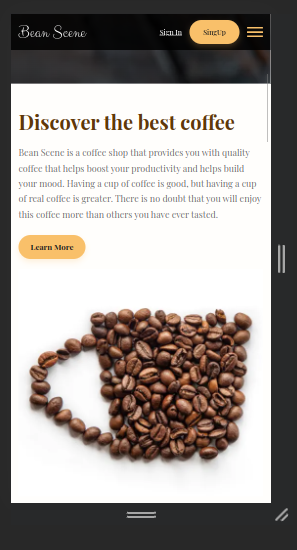 Bean Scene
Sign In
SingUp
Discover the best coffee
Bean Scene is a coffee shop that provides you with quality
coffee that helps boost your productivity and helps build
your mood. Having a cup of coffee is good, but having a cup
of real coffee is greater. There is no doubt that you will enjoy
this coffee more than others you have ever tasted.
Learn More